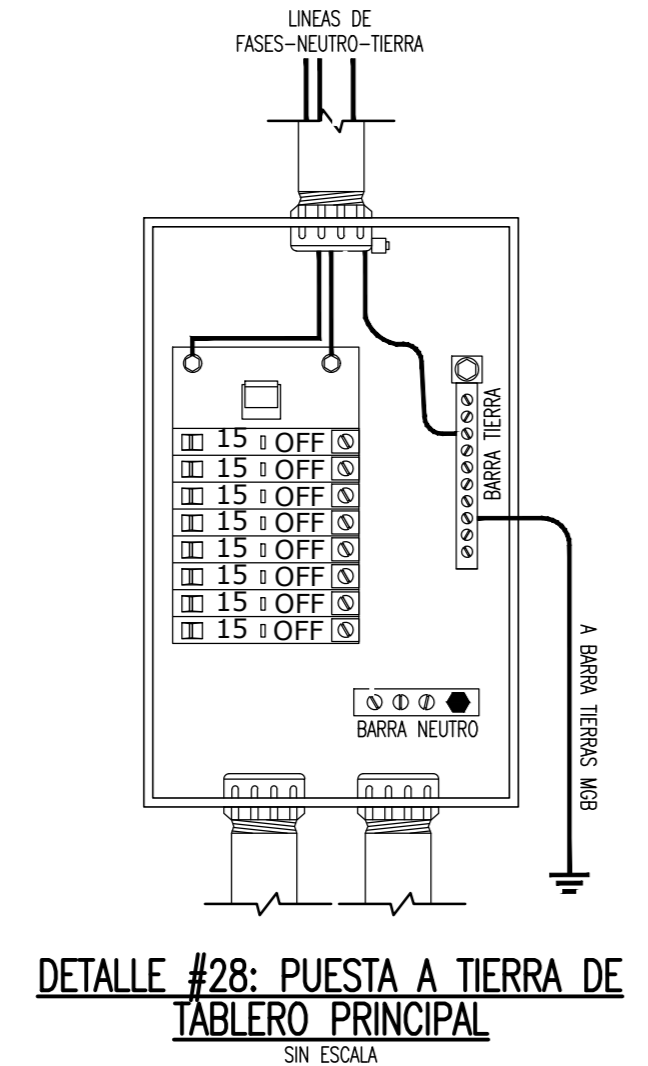 LINEAS DE
FASES-NEUTRO-TIERRA
15 OFF
15 OFF
15 OFF
15 OFF
15 OFF
15 OFF
15 OFF
15 OFF
BARRA TIERRA
BARRA NEUTRO
A BARRA TIERRAS MGB
DETALLE #28: PUESTA A TIERRA DE
TABLERO PRINCIPAL
SIN ESCALA